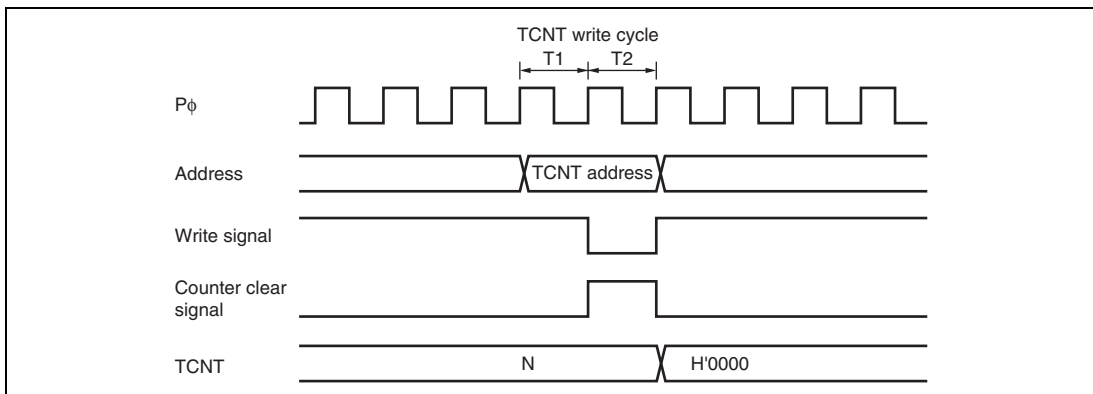 TCNT write cycle
T1 T2
Pϕ
Address
TCNT address
Write signal
Counter clear
signal
TCNT
N
H'0000